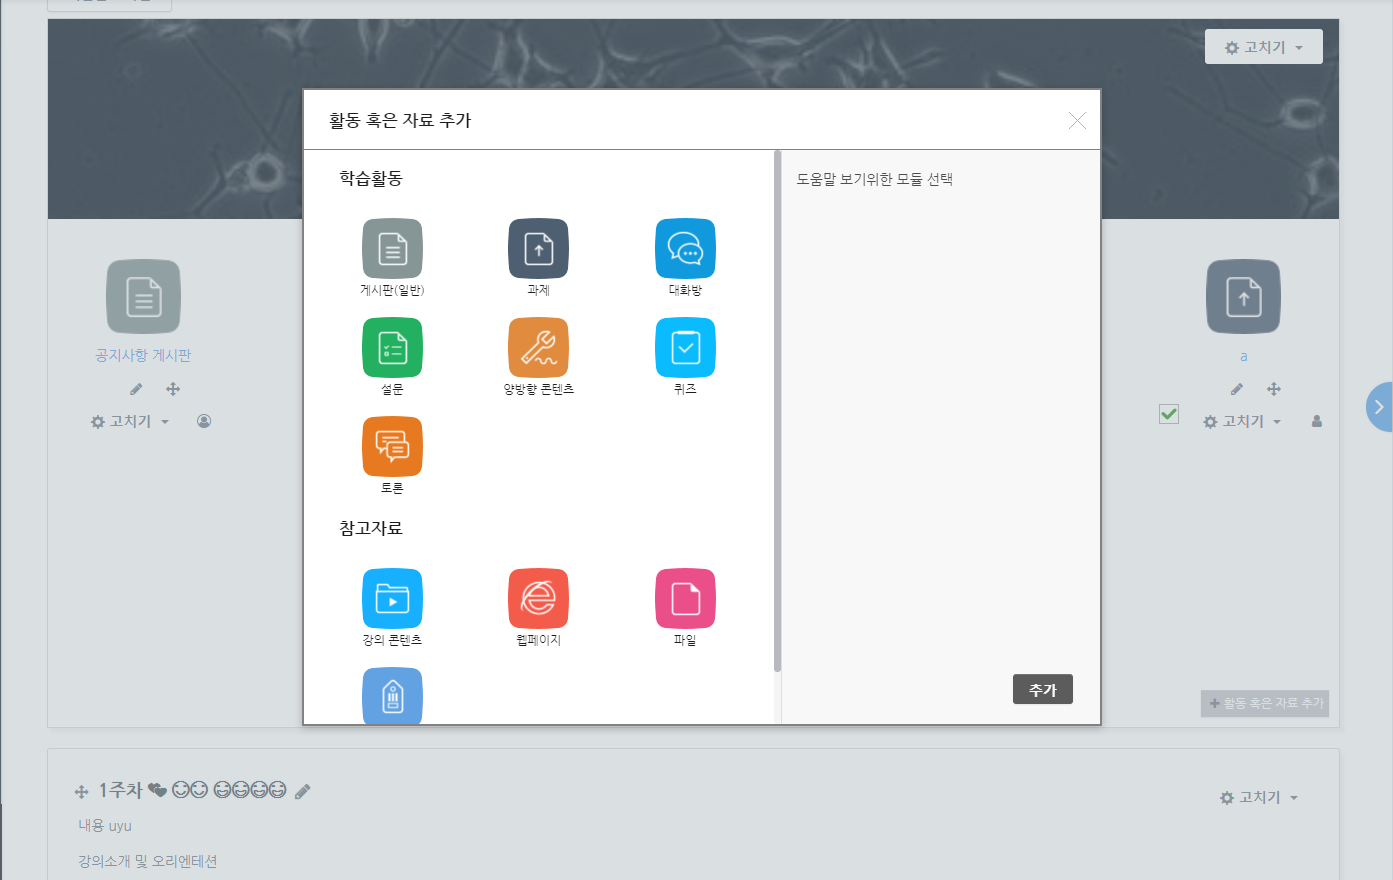 고치기
활동 혹은 자료 추가
학습활동
도움말 보기위한 모듈 선택
게시판(일반)
과제
대화방
설문
양방향 콘텐츠
퀴즈
토론
참고자료
강의 콘텐츠
웹페이지
파일
추가
공지사항 게시판
고치기
a
고치기
활동 혹은 자료 추가
1주차
고치기
내용 uyu
강의소개 및 오리엔테션